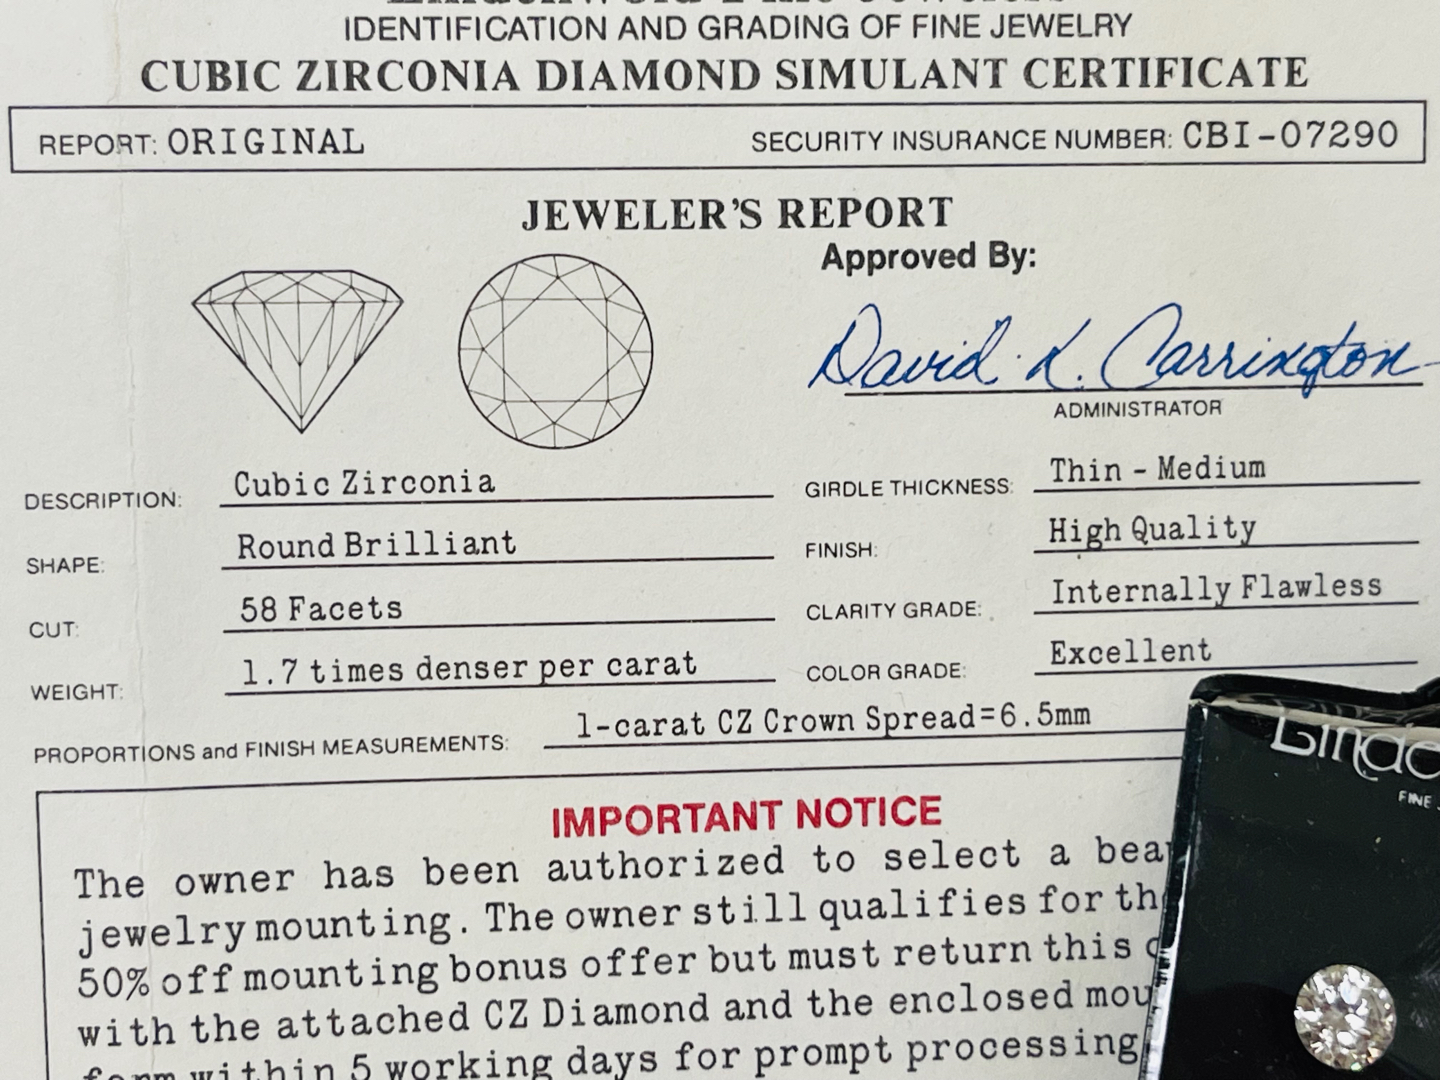 IDENTIFICATION AND GRADING OF FINE JEWELRY
CUBIC ZIRCONIA DIAMOND SIMULANT CERTIFICATE
REPORT: ORIGINAL SECURITY INSURANCE NUMBER: CBI-07290
JEWELER'S REPORT
Approved By:
David L. Carrington
ADMINISTRATOR
DESCRIPTION: Cubic Zirconia
SHAPE: Round Brilliant
CUT: 58 Facets
WEIGHT: 1.7 times denser per carat
GIRDLE THICKNESS: Thin - Medium
FINISH: High Quality
CLARITY GRADE: Internally Flawless
COLOR GRADE: Excellent
PROPORTIONS and FINISH MEASUREMENTS: 1-carat CZ Crown Spread=6.5mm
IMPORTANT NOTICE
The owner has been authorized to select a bea
jewelry mounting. The owner still qualifies for th
50% off mounting bonus offer but must return this
with the attached CZ Diamond and the enclosed mou
form within 5 working days for prompt processing
Linde
FINE